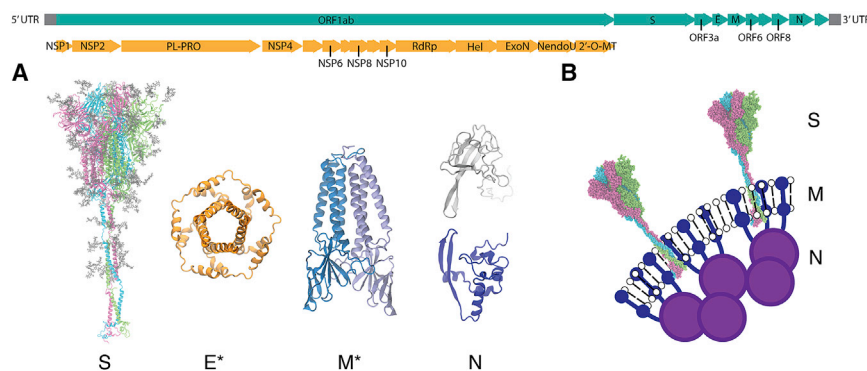 5' UTR ORF1ab S E M N 3' UTR
ORF3a ORF6 ORF8
NSP1 NSP2 PL-PRO NSP4 RdRp Hel ExoN NendoU 2'-O-MT
NSP6 NSP8 NSP10
A
B
S
M
N
S E* M* N